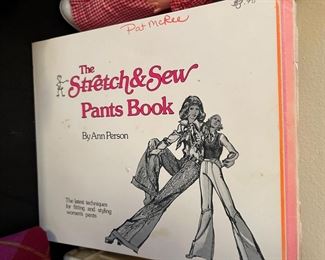 Pat McKee
The
Stretch & Sew
Pants Book
By Ann Person
The latest techniques
for fitting and styling
women's pants